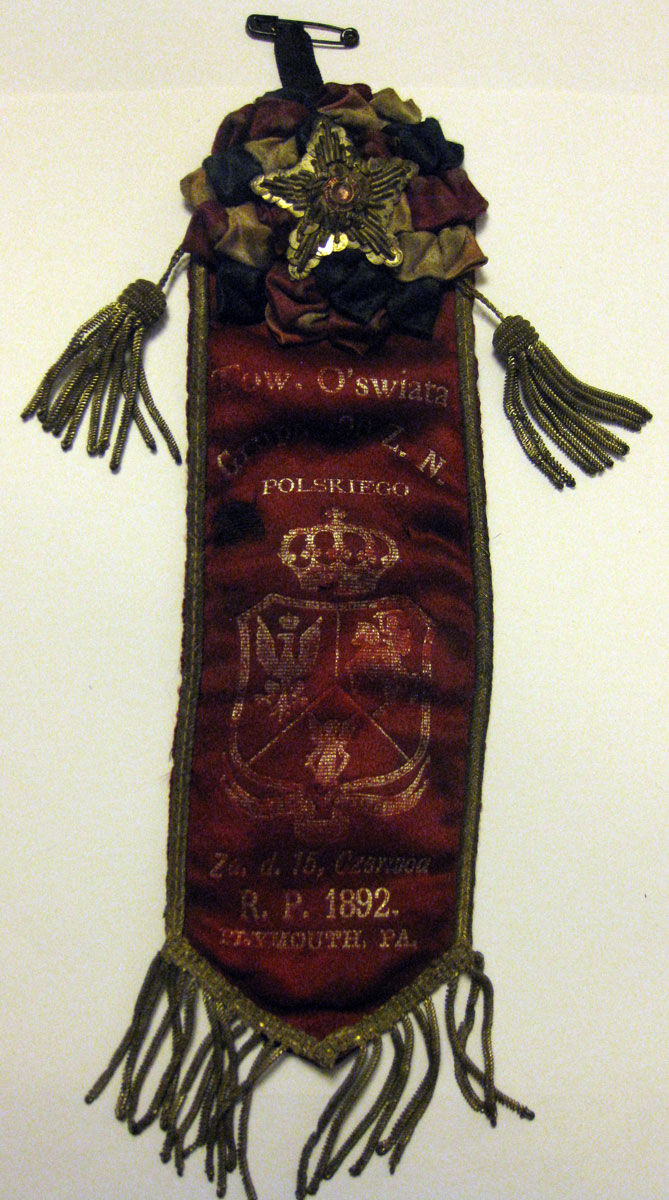 Tow. O'swiata
Z. N.
POLSKIEGO
Za. d. 15, Czerwca
R. P. 1892.
PLYMOUTH, PA.